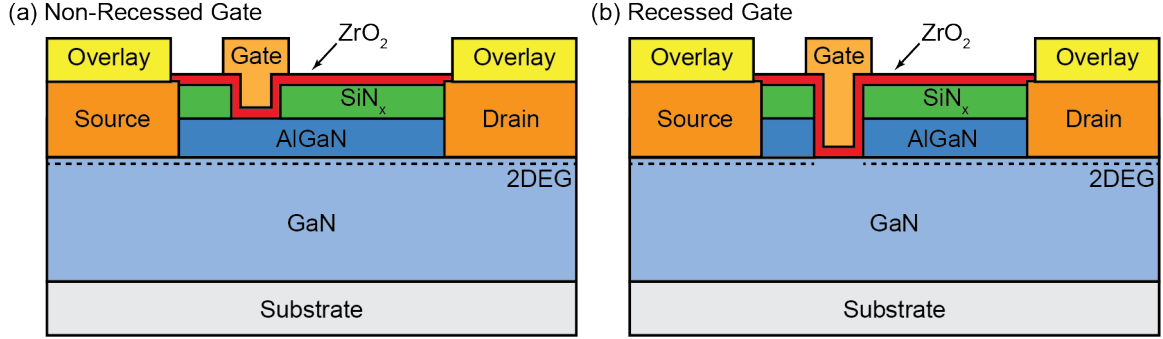 (a) Non-Recessed Gate
(b) Recessed Gate
ZrO₂
ZrO₂
Overlay
Gate
Overlay
Overlay
Gate
Overlay
Source
SiNₓ
Drain
Source
SiNₓ
Drain
AlGaN
AlGaN
2DEG
2DEG
GaN
GaN
Substrate
Substrate